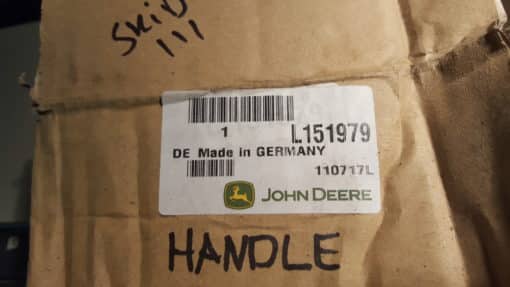 SKID
111
1 L151979
DE Made in GERMANY
110717L
JOHN DEERE
HANDLE